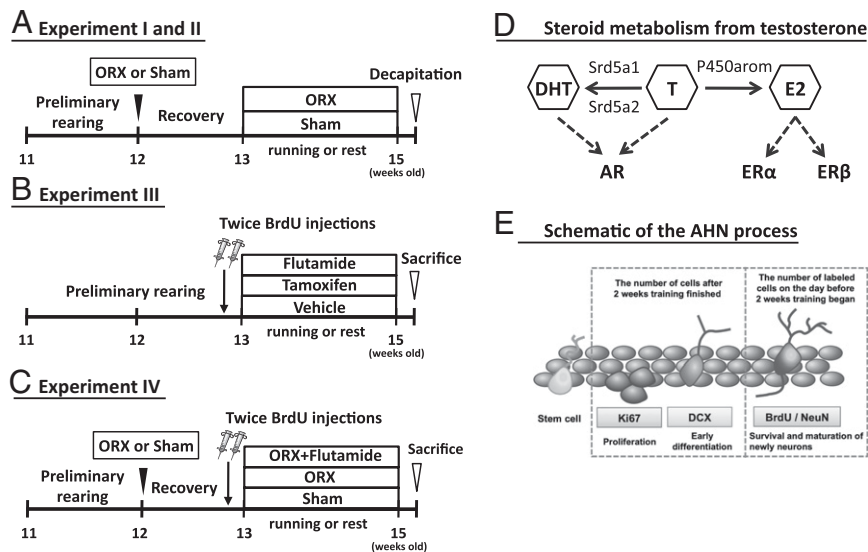 A Experiment I and II
ORX or Sham
Preliminary
rearing
Recovery
Decapitation
ORX
Sham
running or rest
11
12
13
15
(weeks old)
B Experiment III
Twice BrdU injections
Preliminary rearing
Sacrifice
Flutamide
Tamoxifen
Vehicle
running or rest
11
12
13
15
(weeks old)
C Experiment IV
Twice BrdU injections
ORX or Sham
Preliminary
rearing
Recovery
Sacrifice
ORX+Flutamide
ORX
Sham
running or rest
11
12
13
15
(weeks old)
D Steroid metabolism from testosterone
Srd5a1
P450arom
DHT
T
E2
Srd5a2
AR
ERα
ERβ
E Schematic of the AHN process
The number of cells after
2 weeks training finished
The number of labeled
cells on the day before
2 weeks training began
Stem cell
Ki67
DCX
BrdU / NeuN
Proliferation
Early
differentiation
Survival and maturation of
newly neurons